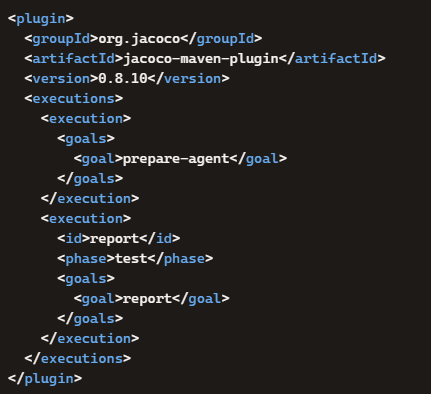 <plugin>
  <groupId>org.jacoco</groupId>
  <artifactId>jacoco-maven-plugin</artifactId>
  <version>0.8.10</version>
  <executions>
    <execution>
      <goals>
        <goal>prepare-agent</goal>
      </goals>
    </execution>
    <execution>
      <id>report</id>
      <phase>test</phase>
      <goals>
        <goal>report</goal>
      </goals>
    </execution>
  </executions>
</plugin>